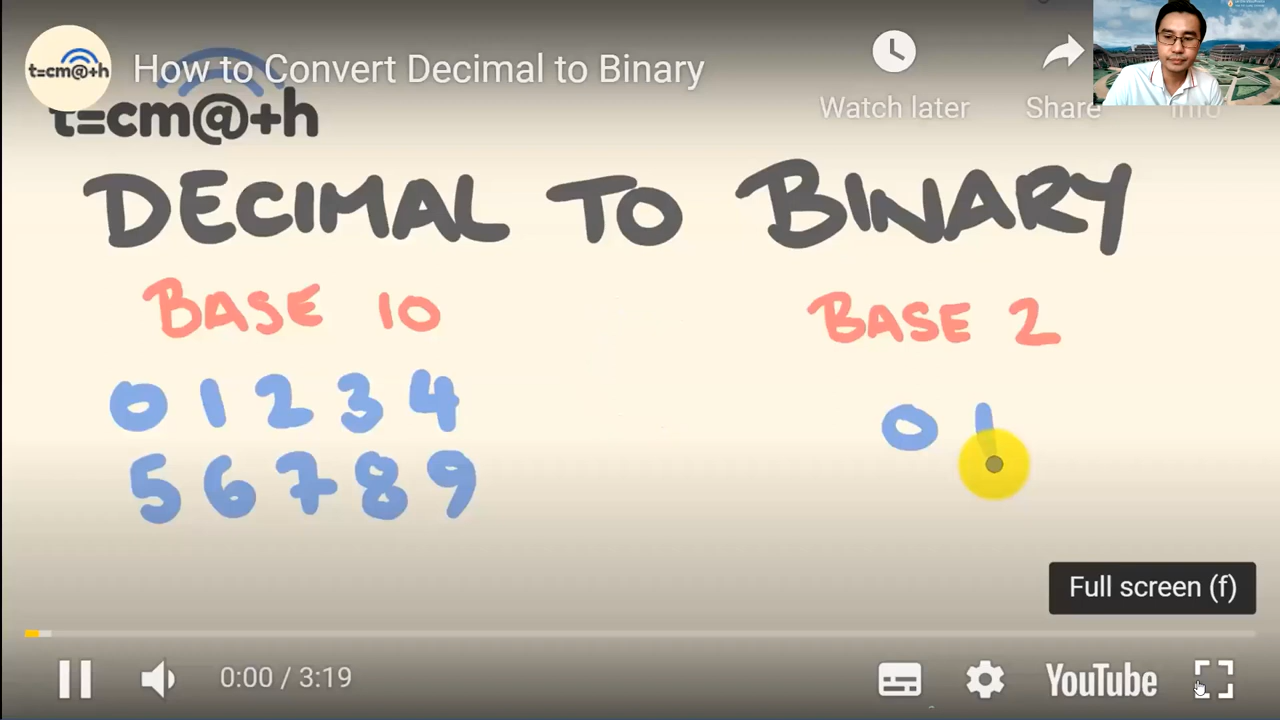 How to Convert Decimal to Binary
Watch later
Share
Info
t=cm@+h
t=cm@+h
DECIMAL TO BINARY
BASE 10
BASE 2
0 1 2 3 4
0 1
5 6 7 8 9
Full screen (f)
0:00 / 3:19
YouTube